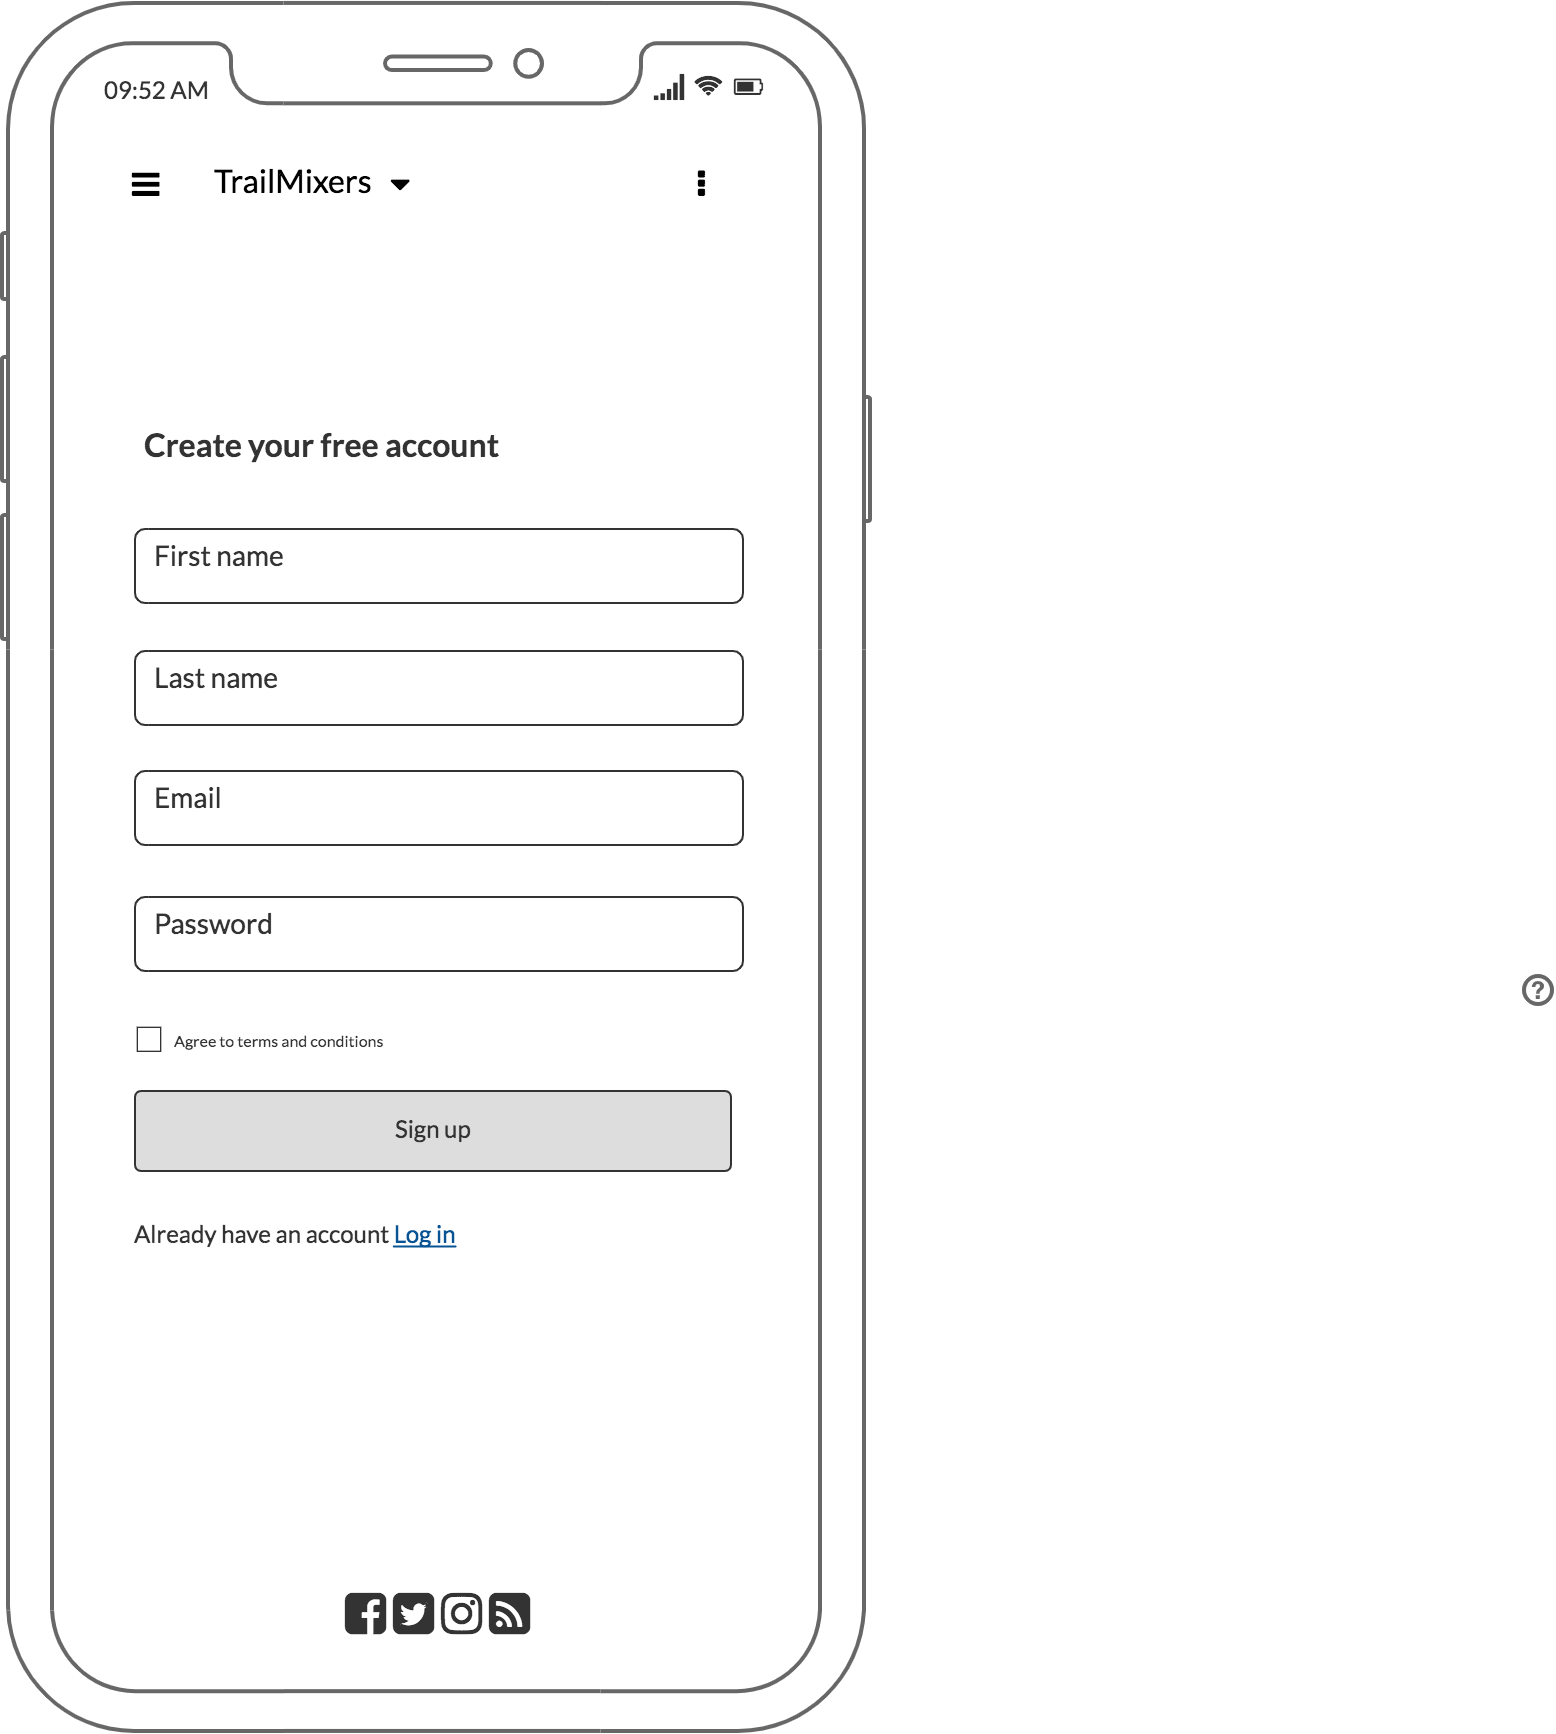 09:52 AM
TrailMixers
Create your free account
First name
Last name
Email
Password
Agree to terms and conditions
Sign up
Already have an account Log in
?